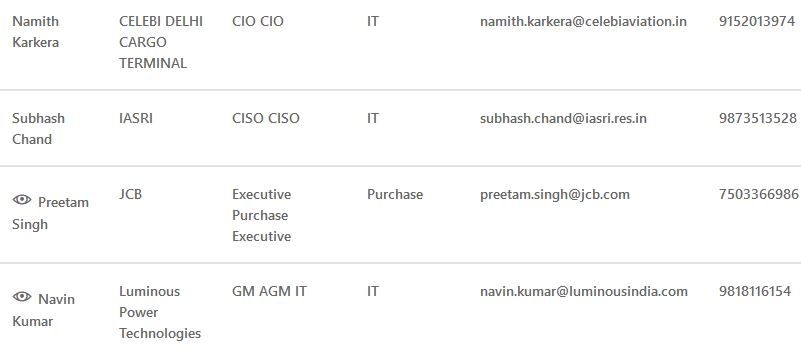 Namith Karkera CELEBI DELHI CARGO TERMINAL CIO CIO IT namith.karkera@celebiaviation.in 9152013974
Subhash Chand IASRI CISO CISO IT subhash.chand@iasri.res.in 9873513528
Preetam Singh JCB Executive Purchase Executive Purchase preetam.singh@jcb.com 7503366986
Navin Kumar Luminous Power Technologies GM AGM IT IT navin.kumar@luminousindia.com 9818116154